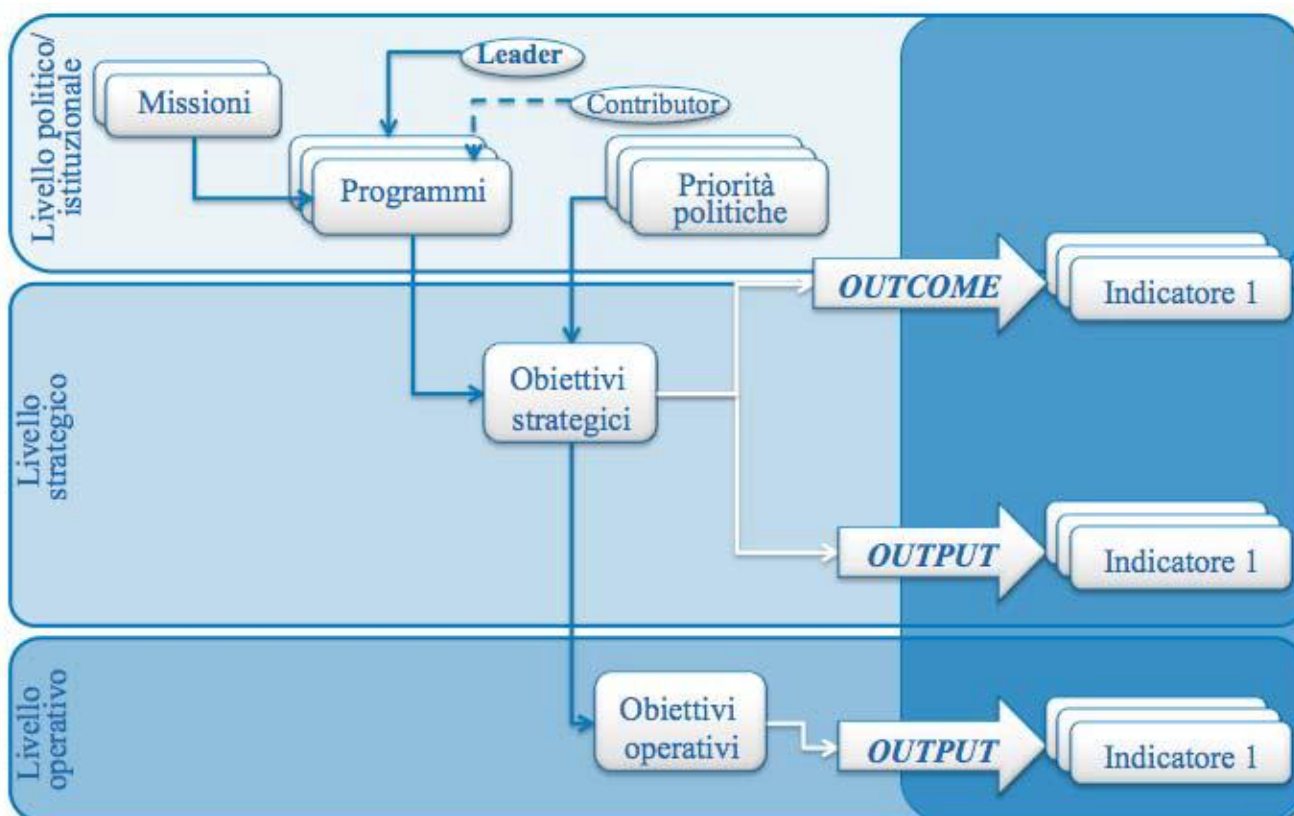 Livello politico/
istituzionale
Leader
Missioni
Contributor
Programmi
Priorità
politiche
OUTCOME
Indicatore 1
Livello
strategico
Obiettivi
strategici
OUTPUT
Indicatore 1
Livello
operativo
Obiettivi
operativi
OUTPUT
Indicatore 1